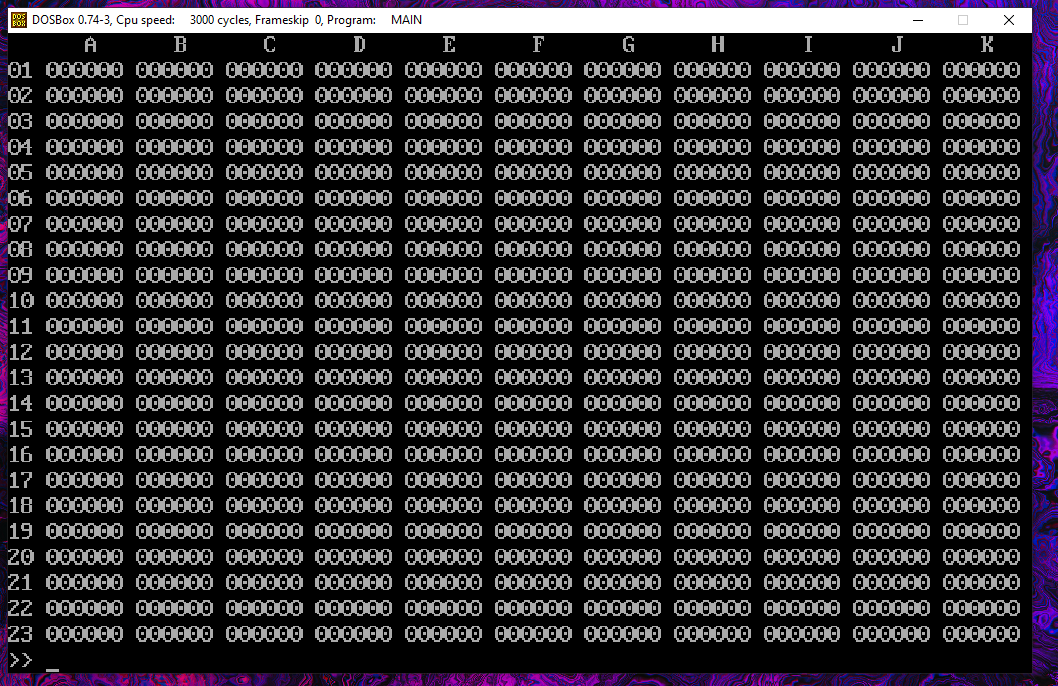 DOSBox 0.74-3, Cpu speed: 3000 cycles, Frameskip 0, Program: MAIN
A B C D E F G H I J K
01 000000 000000 000000 000000 000000 000000 000000 000000 000000 000000 000000
02 000000 000000 000000 000000 000000 000000 000000 000000 000000 000000 000000
03 000000 000000 000000 000000 000000 000000 000000 000000 000000 000000 000000
04 000000 000000 000000 000000 000000 000000 000000 000000 000000 000000 000000
05 000000 000000 000000 000000 000000 000000 000000 000000 000000 000000 000000
06 000000 000000 000000 000000 000000 000000 000000 000000 000000 000000 000000
07 000000 000000 000000 000000 000000 000000 000000 000000 000000 000000 000000
08 000000 000000 000000 000000 000000 000000 000000 000000 000000 000000 000000
09 000000 000000 000000 000000 000000 000000 000000 000000 000000 000000 000000
10 000000 000000 000000 000000 000000 000000 000000 000000 000000 000000 000000
11 000000 000000 000000 000000 000000 000000 000000 000000 000000 000000 000000
12 000000 000000 000000 000000 000000 000000 000000 000000 000000 000000 000000
13 000000 000000 000000 000000 000000 000000 000000 000000 000000 000000 000000
14 000000 000000 000000 000000 000000 000000 000000 000000 000000 000000 000000
15 000000 000000 000000 000000 000000 000000 000000 000000 000000 000000 000000
16 000000 000000 000000 000000 000000 000000 000000 000000 000000 000000 000000
17 000000 000000 000000 000000 000000 000000 000000 000000 000000 000000 000000
18 000000 000000 000000 000000 000000 000000 000000 000000 000000 000000 000000
19 000000 000000 000000 000000 000000 000000 000000 000000 000000 000000 000000
20 000000 000000 000000 000000 000000 000000 000000 000000 000000 000000 000000
21 000000 000000 000000 000000 000000 000000 000000 000000 000000 000000 000000
22 000000 000000 000000 000000 000000 000000 000000 000000 000000 000000 000000
23 000000 000000 000000 000000 000000 000000 000000 000000 000000 000000 000000
>> _